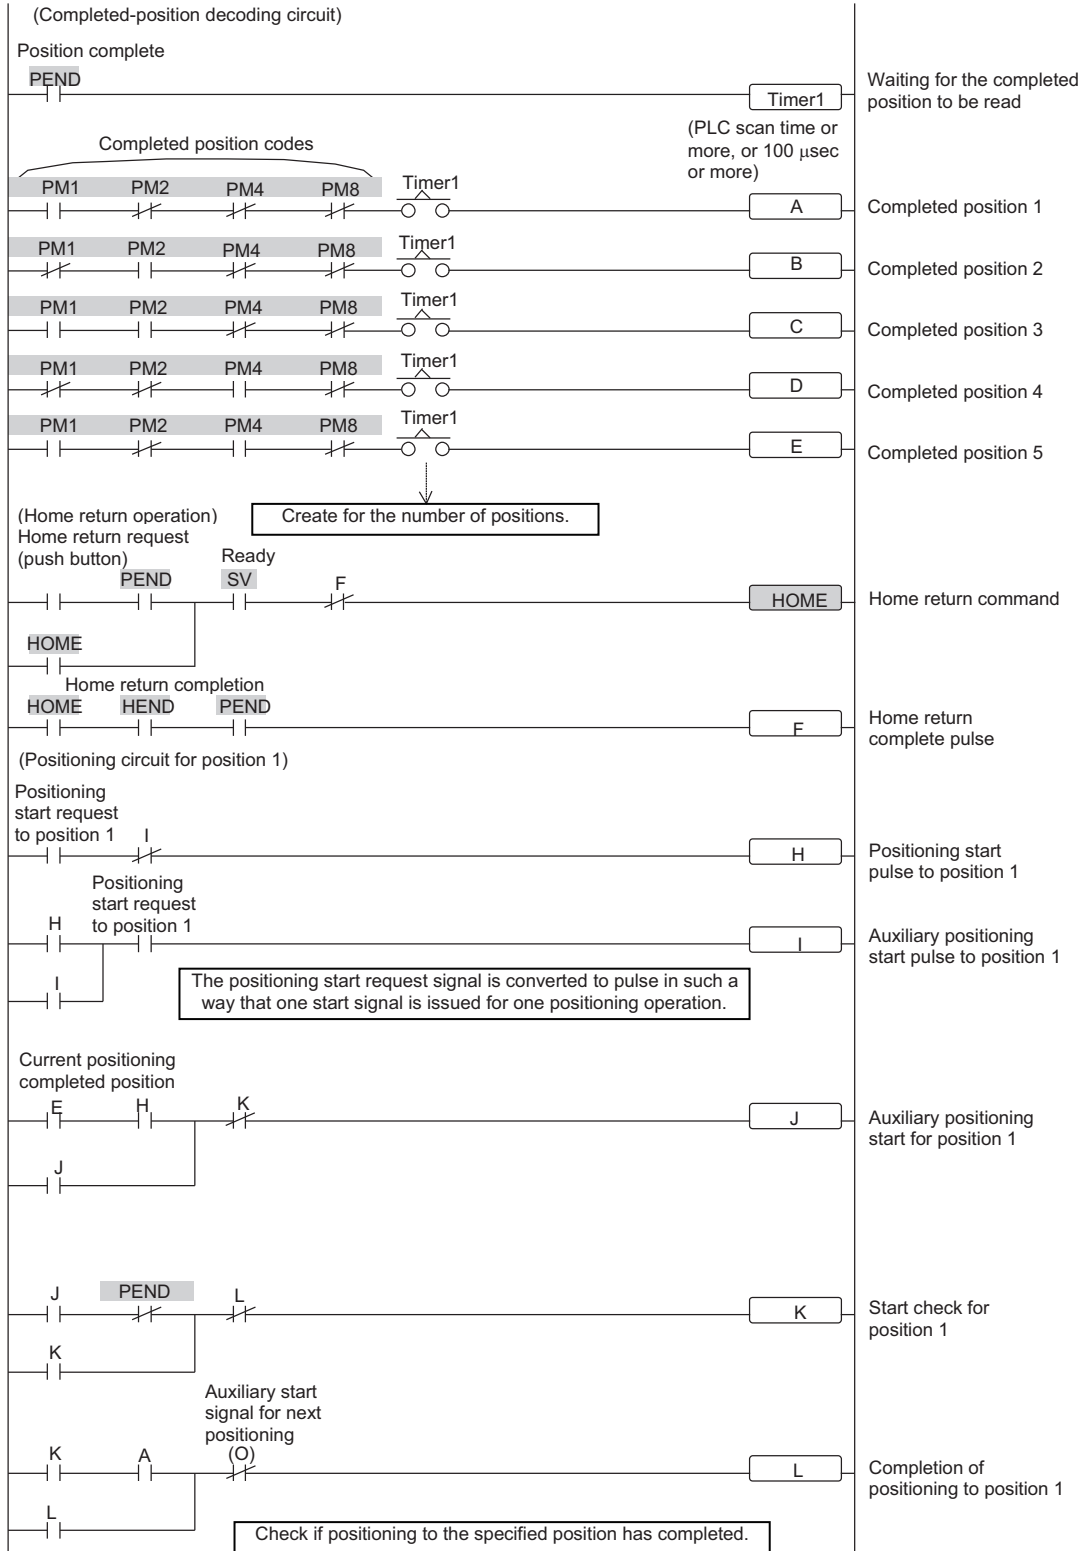 (Completed-position decoding circuit)
Position complete
PEND
Timer1
Waiting for the completed
position to be read
(PLC scan time or
more, or 100 μsec
or more)
Completed position codes
PM1 PM2 PM4 PM8 Timer1
A
Completed position 1
PM1 PM2 PM4 PM8 Timer1
B
Completed position 2
PM1 PM2 PM4 PM8 Timer1
C
Completed position 3
PM1 PM2 PM4 PM8 Timer1
D
Completed position 4
PM1 PM2 PM4 PM8 Timer1
E
Completed position 5
Create for the number of positions.
(Home return operation)
Home return request
(push button)
Ready
PEND SV F
HOME
Home return command
HOME
Home return completion
HOME HEND PEND
F
Home return
complete pulse
(Positioning circuit for position 1)
Positioning
start request
to position 1 I
H
Positioning start
pulse to position 1
Positioning
start request
to position 1
H
I
Auxiliary positioning
start pulse to position 1
I
The positioning start request signal is converted to pulse in such a
way that one start signal is issued for one positioning operation.
Current positioning
completed position
E H K
J
Auxiliary positioning
start for position 1
J
J PEND L
K
Start check for
position 1
K
Auxiliary start
signal for next
positioning
K A (O)
L
Completion of
positioning to position 1
L
Check if positioning to the specified position has completed.